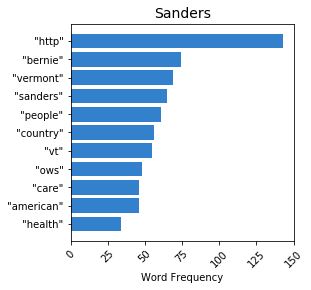 Sanders
"http"
"bernie"
"vermont"
"sanders"
"people"
"country"
"vt"
"ows"
"care"
"american"
"health"
0 25 50 75 100 125 150
Word Frequency